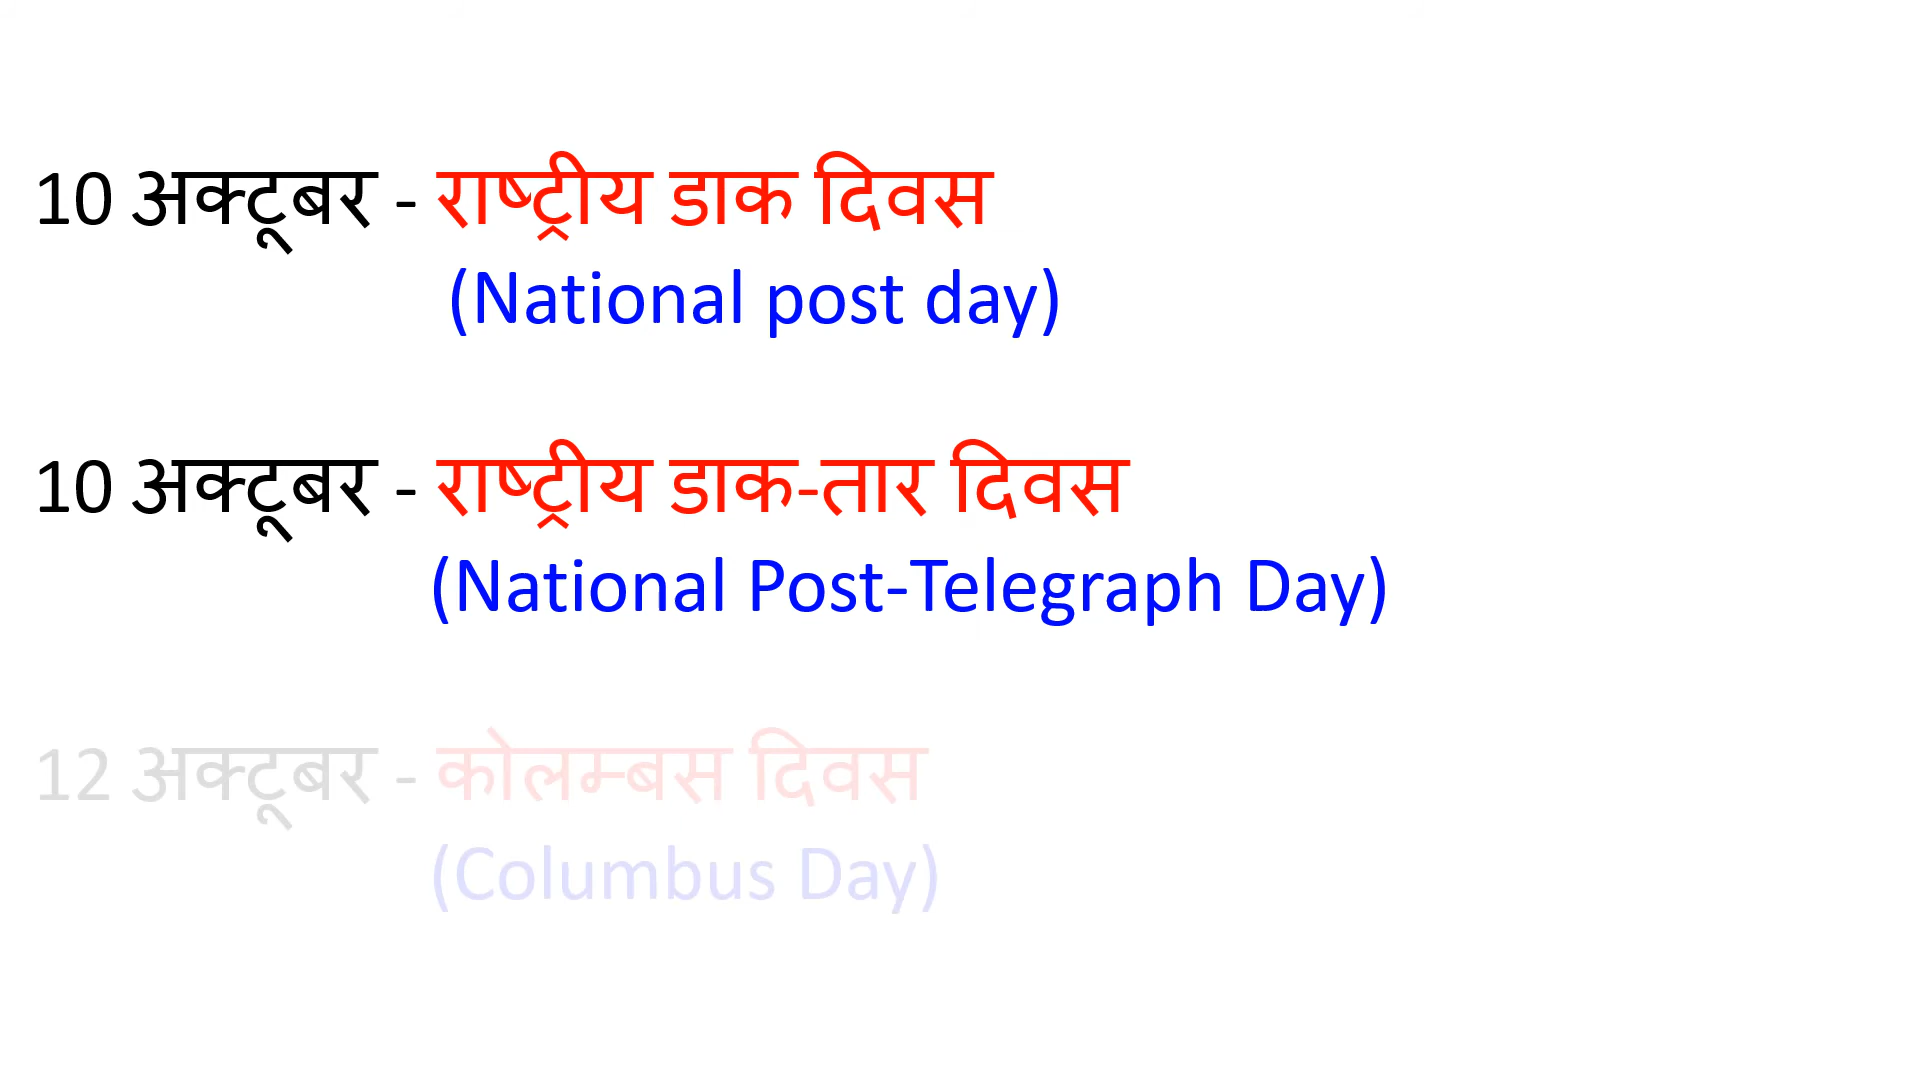 10 अक्टूबर - राष्ट्रीय डाक दिवस
(National post day)
10 अक्टूबर - राष्ट्रीय डाक-तार दिवस
(National Post-Telegraph Day)
12 अक्टूबर - कोलम्बस दिवस
(Columbus Day)